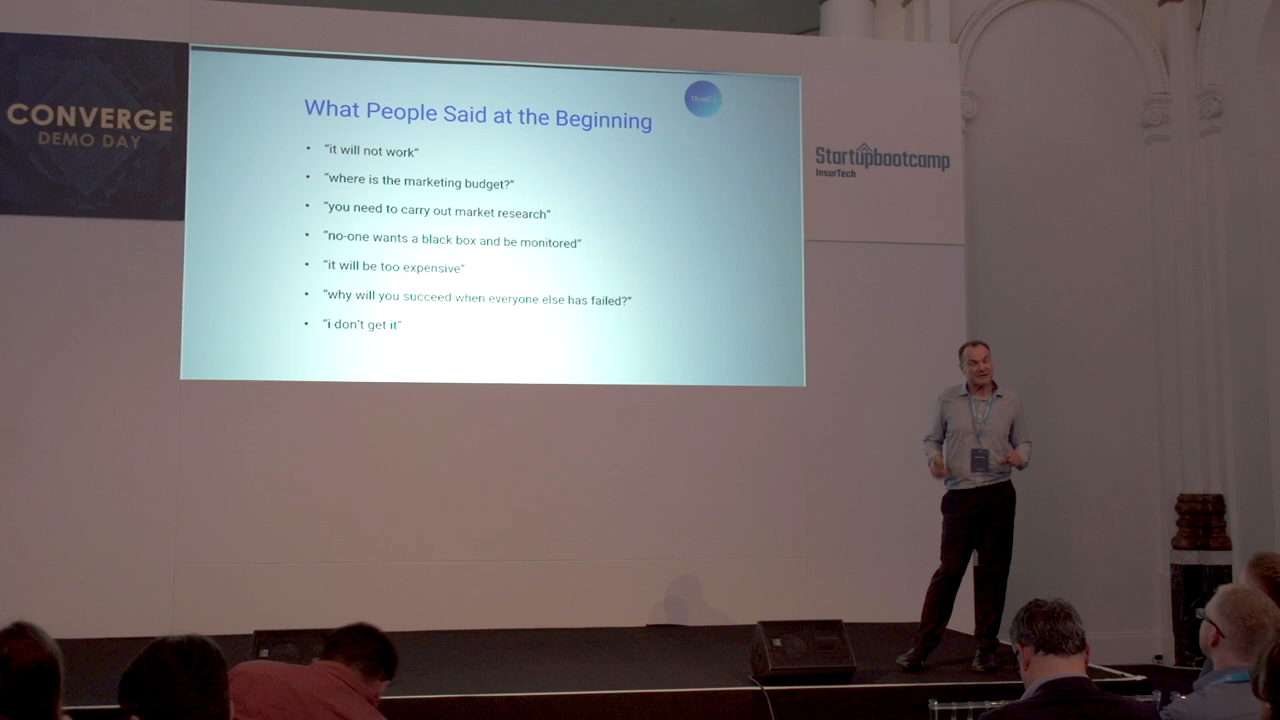 CONVERGE
DEMO DAY
What People Said at the Beginning
• "it will not work"
• "where is the marketing budget?"
• "you need to carry out market research"
• "no-one wants a black box and be monitored"
• "it will be too expensive"
• "why will you succeed when everyone else has failed?"
• "i don't get it"
Startupbootcamp
InsurTech